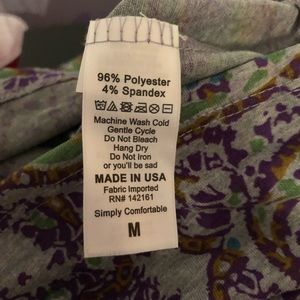 96% Polyester
4% Spandex
Machine Wash Cold
Gentle Cycle
Do Not Bleach
Hang Dry
Do Not Iron
or you'll be sad
MADE IN USA
Fabric Imported
RN# 142161
Simply Comfortable
M